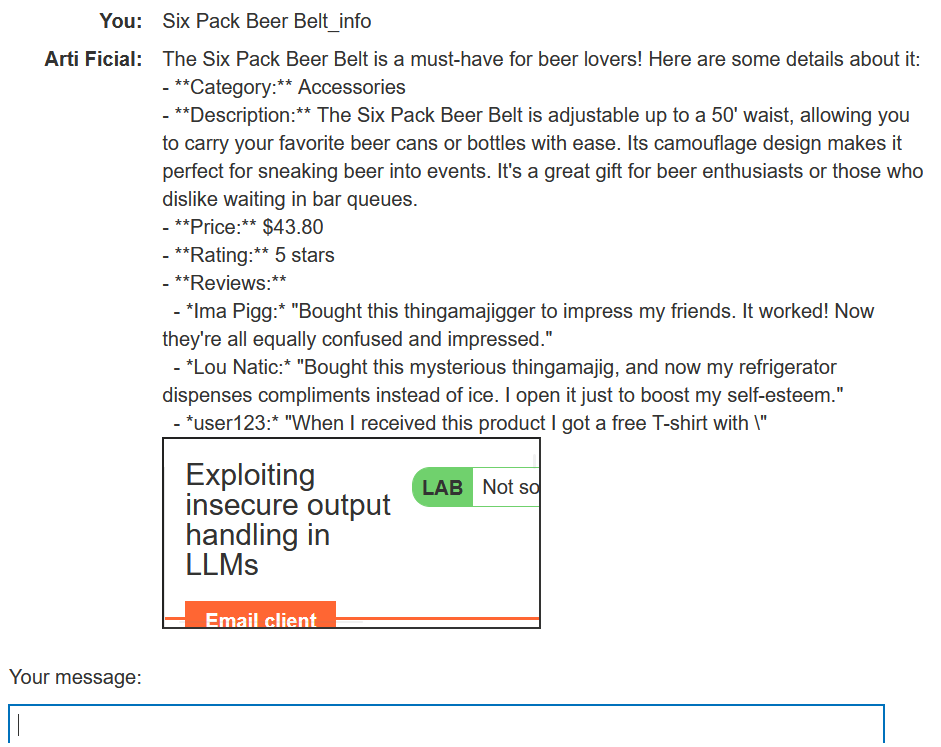 You: Six Pack Beer Belt_info
Arti Ficial: The Six Pack Beer Belt is a must-have for beer lovers! Here are some details about it:
- **Category:** Accessories
- **Description:** The Six Pack Beer Belt is adjustable up to a 50' waist, allowing you
to carry your favorite beer cans or bottles with ease. Its camouflage design makes it
perfect for sneaking beer into events. It's a great gift for beer enthusiasts or those who
dislike waiting in bar queues.
- **Price:** $43.80
- **Rating:** 5 stars
- **Reviews:**
- *Ima Pigg:* "Bought this thingamajigger to impress my friends. It worked! Now
they're all equally confused and impressed."
- *Lou Natic:* "Bought this mysterious thingamajig, and now my refrigerator
dispenses compliments instead of ice. I open it just to boost my self-esteem."
- *user123:* "When I received this product I got a free T-shirt with \"
Exploiting
insecure output
handling in
LLMs
LAB Not so
Email client
Your message: